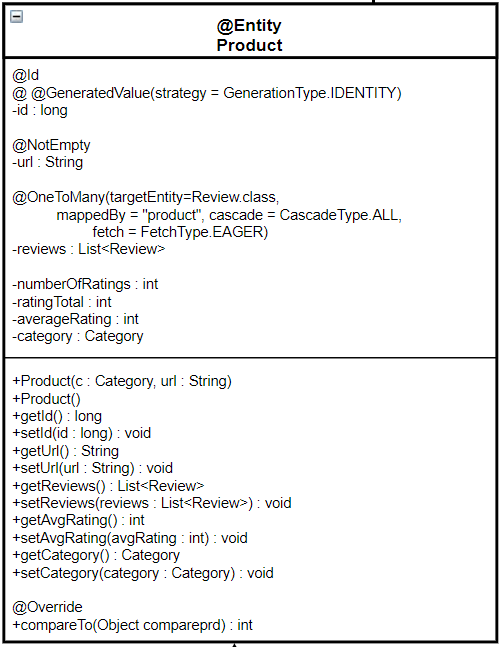 @Entity
Product
@Id
@ @GeneratedValue(strategy = GenerationType.IDENTITY)
-id : long
@NotEmpty
-url : String
@OneToMany(targetEntity=Review.class,
mappedBy = "product", cascade = CascadeType.ALL,
fetch = FetchType.EAGER)
-reviews : List<Review>
-numberOfRatings : int
-ratingTotal : int
-averageRating : int
-category : Category
+Product(c : Category, url : String)
+Product()
+getId() : long
+setId(id : long) : void
+getUrl() : String
+setUrl(url : String) : void
+getReviews() : List<Review>
+setReviews(reviews : List<Review>) : void
+getAvgRating() : int
+setAvgRating(avgRating : int) : void
+getCategory() : Category
+setCategory(category : Category) : void
@Override
+compareTo(Object compareprd) : int